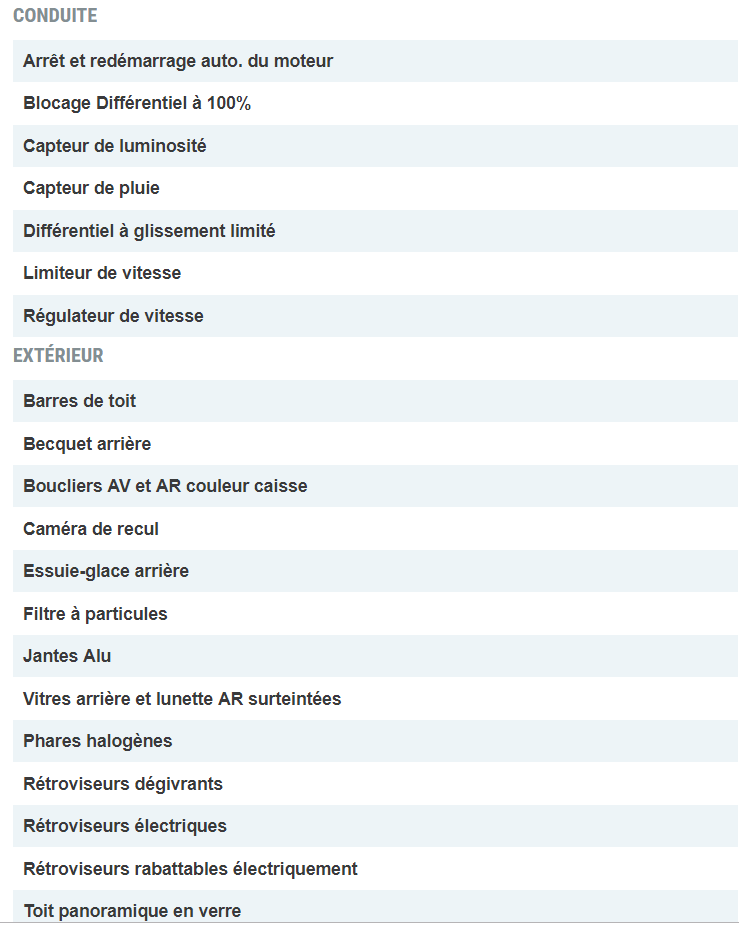 CONDUITE
Arrêt et redémarrage auto. du moteur
Blocage Différentiel à 100%
Capteur de luminosité
Capteur de pluie
Différentiel à glissement limité
Limiteur de vitesse
Régulateur de vitesse
EXTÉRIEUR
Barres de toit
Becquet arrière
Boucliers AV et AR couleur caisse
Caméra de recul
Essuie-glace arrière
Filtre à particules
Jantes Alu
Vitres arrière et lunette AR surteintées
Phares halogènes
Rétroviseurs dégivrants
Rétroviseurs électriques
Rétroviseurs rabattables électriquement
Toit panoramique en verre